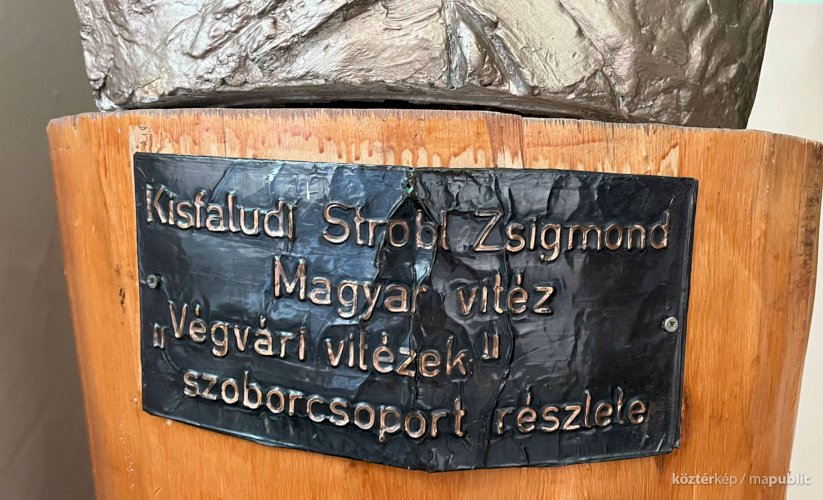 Kisfaludi Strobl Zsigmond
Magyar vitéz
"Végvári vitézek"
szoborcsoport részlete
köztérkép / mapublic